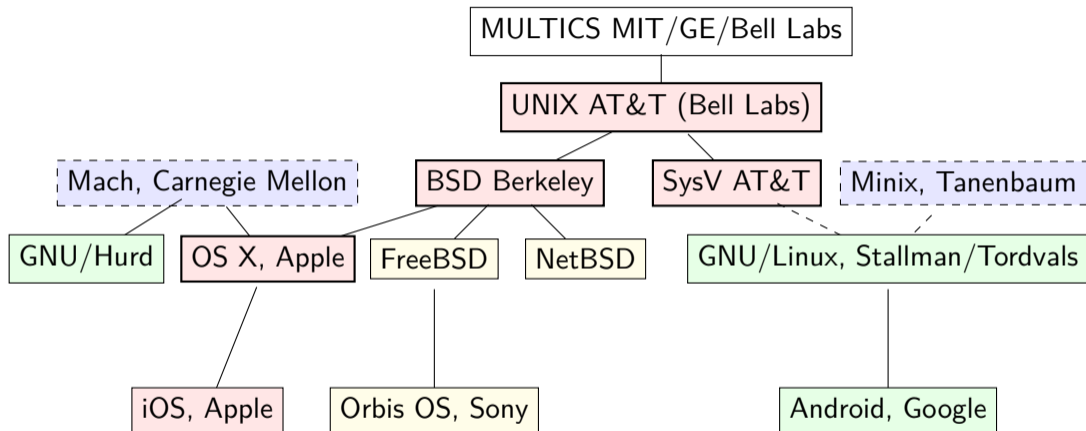 MULTICS MIT/GE/Bell Labs
UNIX AT&T (Bell Labs)
Mach, Carnegie Mellon
BSD Berkeley
SysV AT&T
Minix, Tanenbaum
GNU/Hurd
OS X, Apple
FreeBSD
NetBSD
GNU/Linux, Stallman/Tordvals
iOS, Apple
Orbis OS, Sony
Android, Google